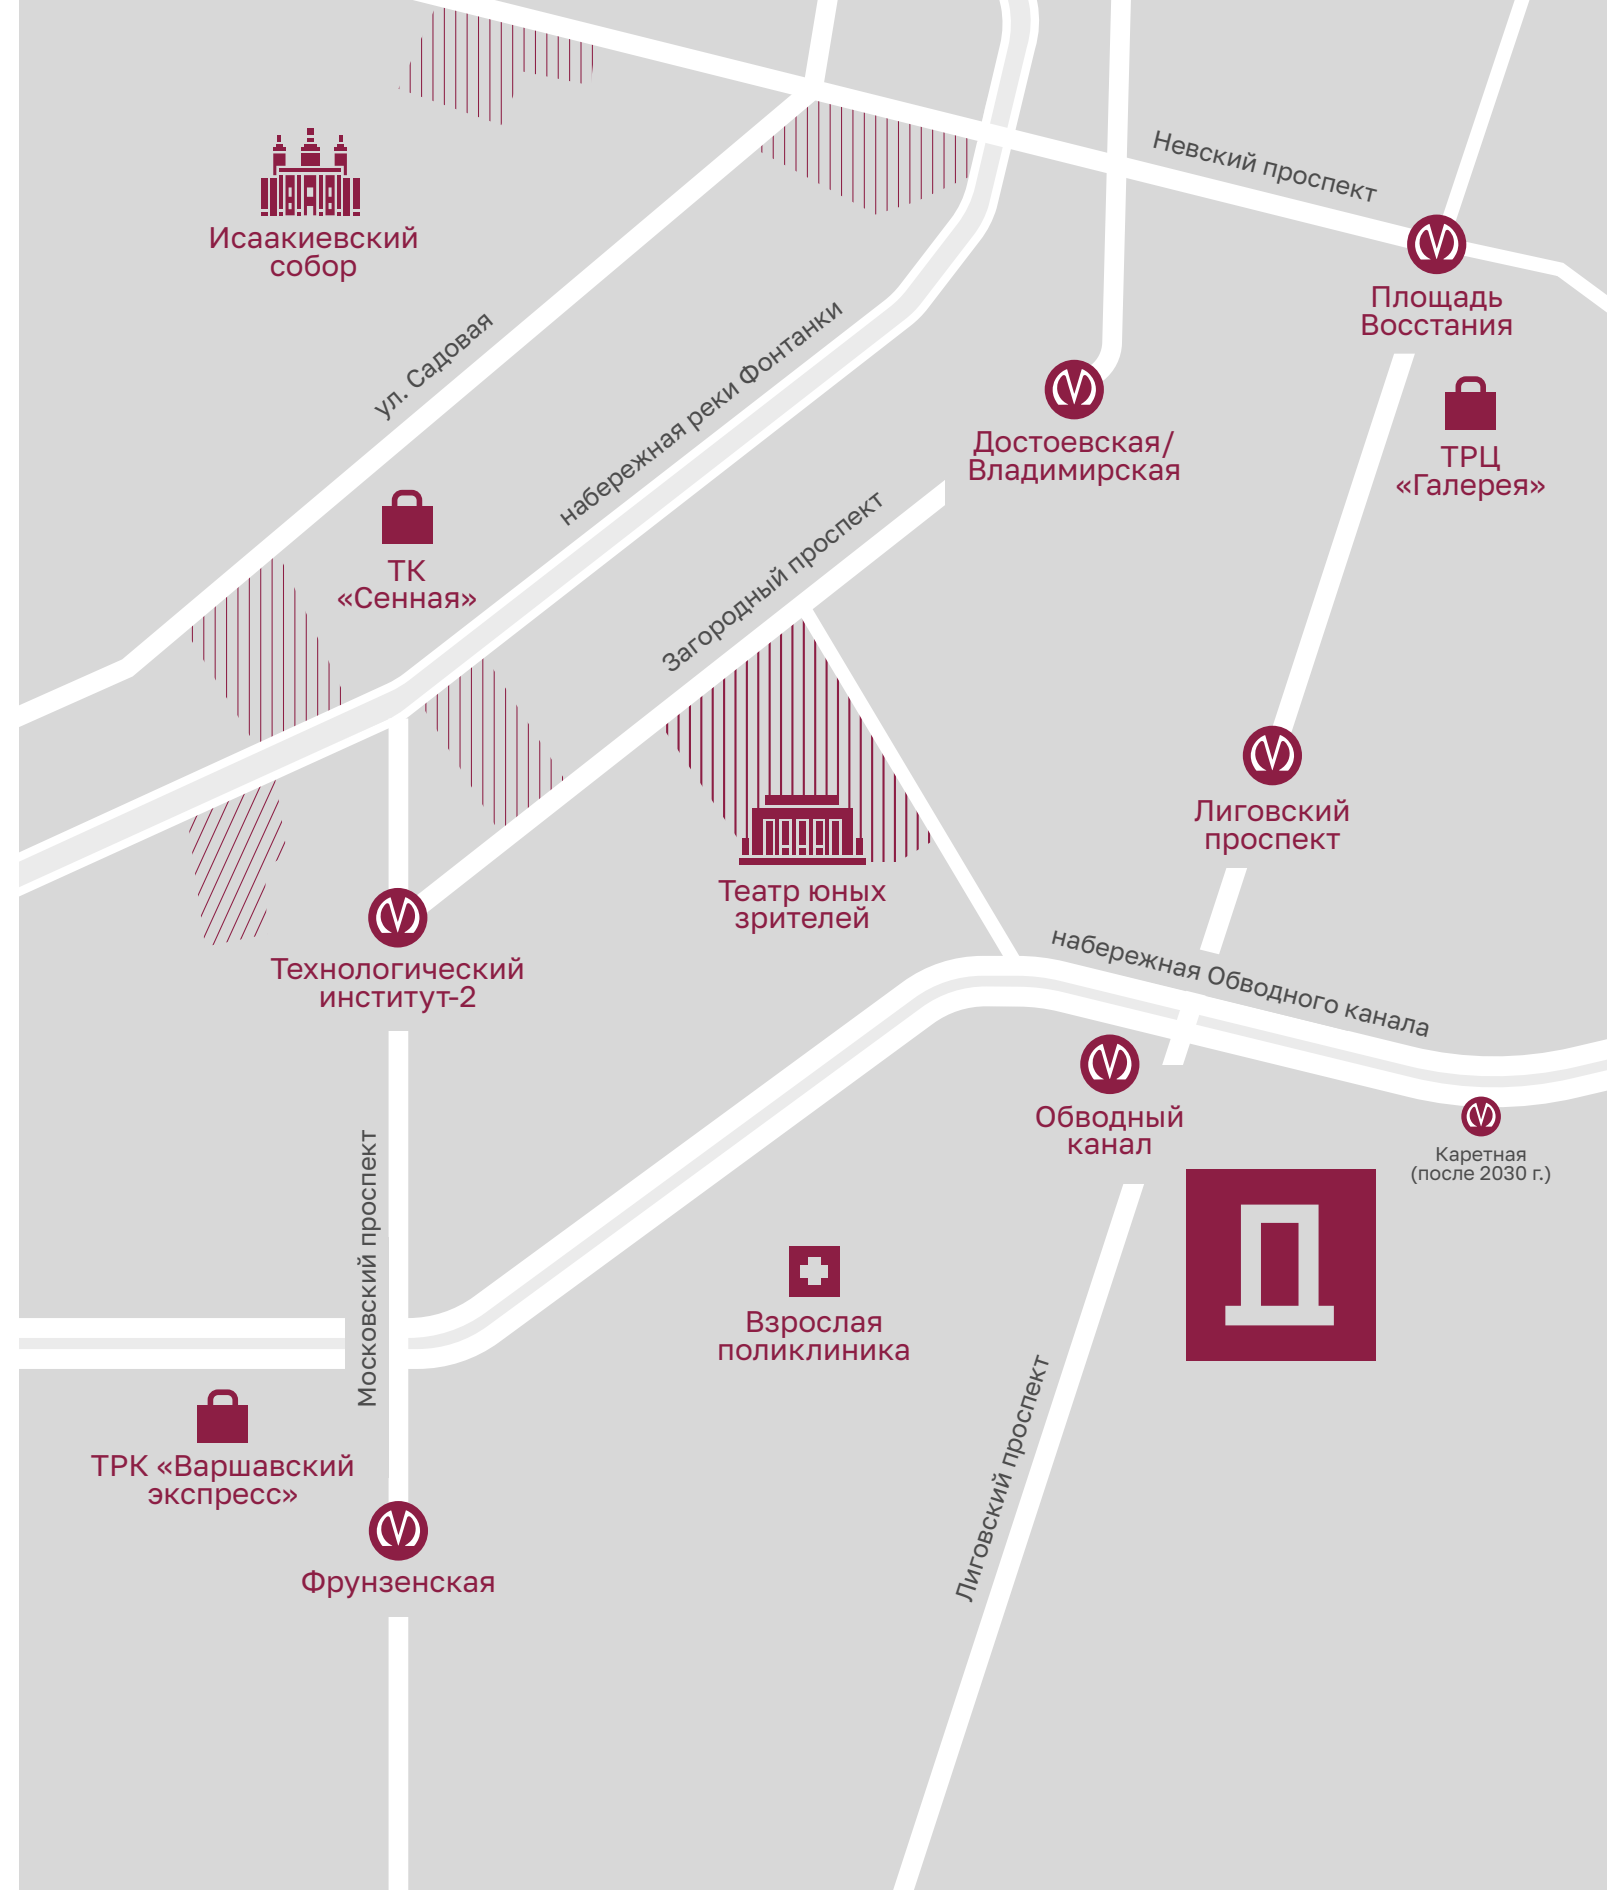 Невский проспект
Исаакиевский
собор
Площадь
Восстания
ул. Садовая
набережная реки Фонтанки
Достоевская/
Владимирская
ТРЦ
«Галерея»
ТК
«Сенная»
Загородный проспект
Лиговский
проспект
Театр юных
зрителей
Технологический
институт-2
набережная Обводного канала
Обводный
канал
Каретная
(после 2030 г.)
Московский проспект
Д
Взрослая
поликлиника
Лиговский проспект
ТРК «Варшавский
экспресс»
Фрунзенская